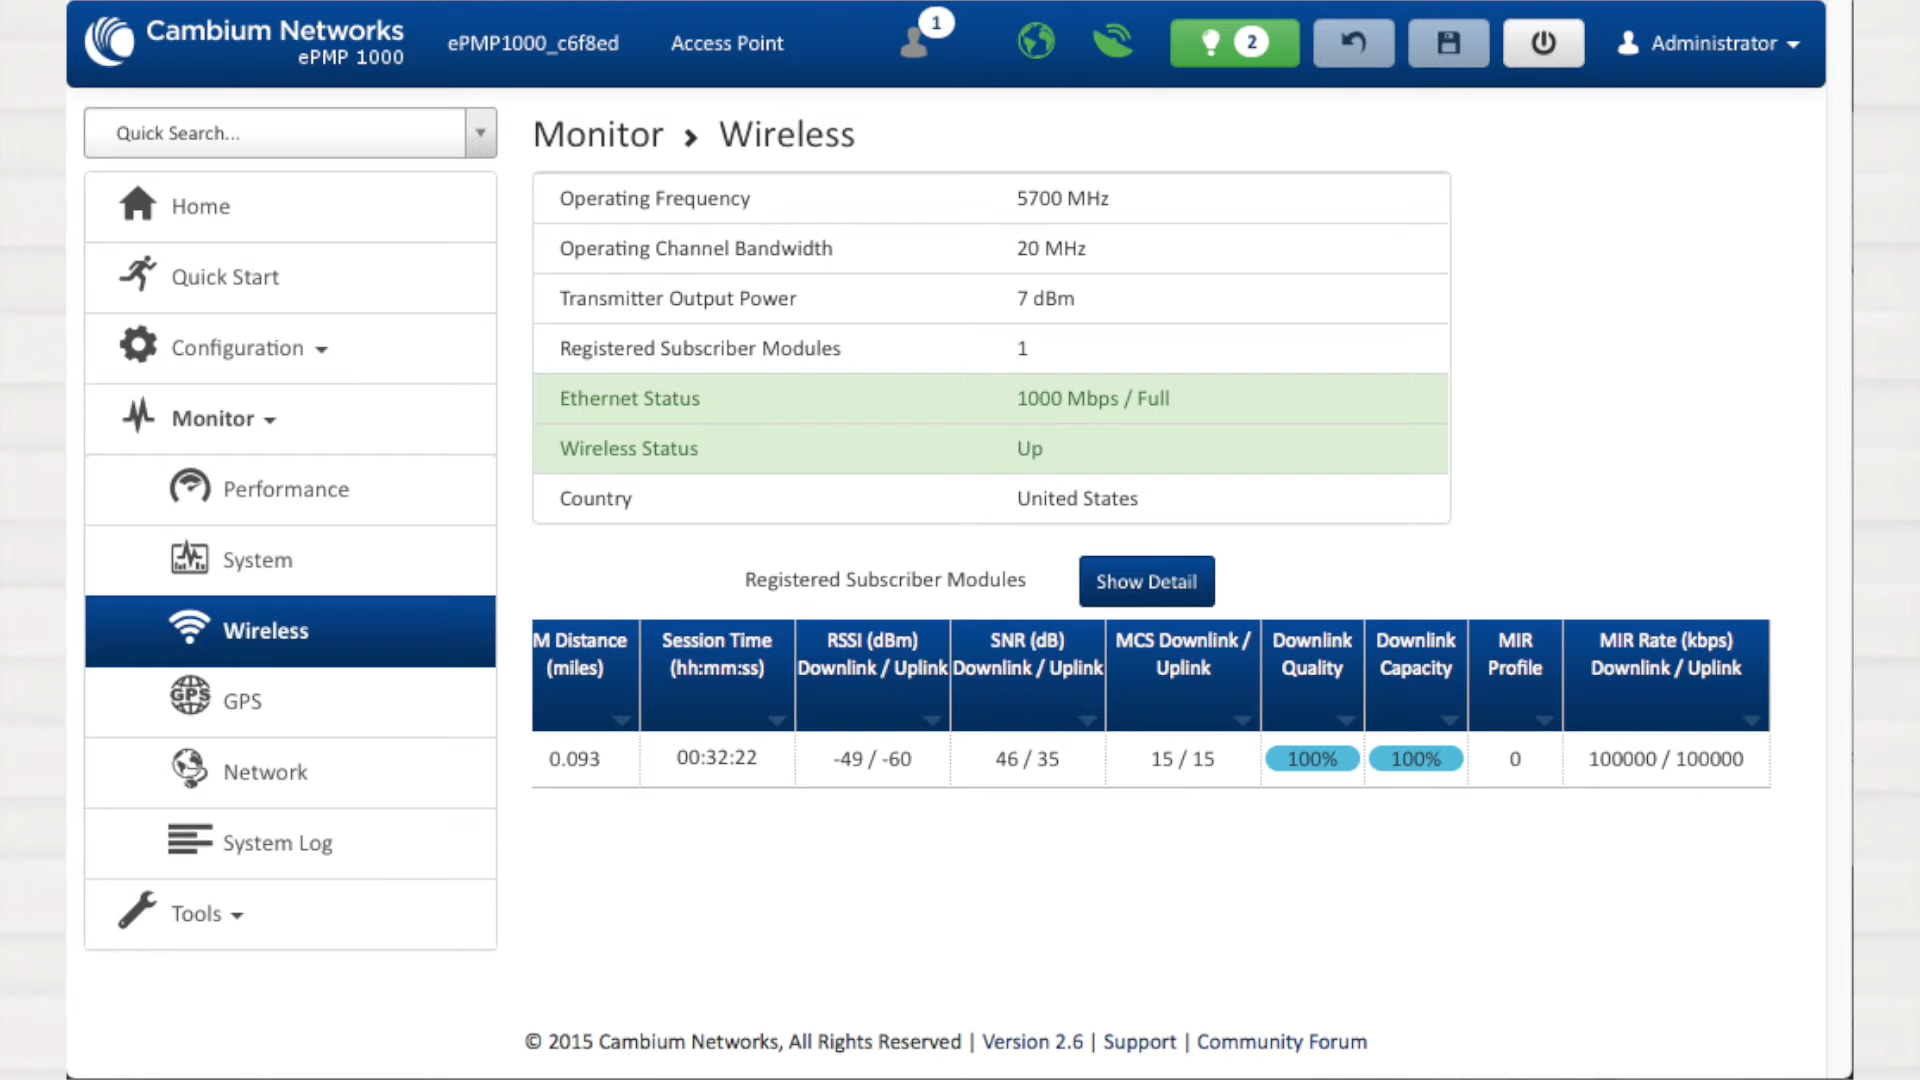 Cambium Networks
ePMP 1000
ePMP1000_c6f8ed
Access Point
1
2
Administrator
Quick Search...
Home
Quick Start
Configuration
Monitor
Performance
System
Wireless
GPS
GPS
Network
System Log
Tools
Monitor > Wireless
Operating Frequency 5700 MHz
Operating Channel Bandwidth 20 MHz
Transmitter Output Power 7 dBm
Registered Subscriber Modules 1
Ethernet Status 1000 Mbps / Full
Wireless Status Up
Country United States
Registered Subscriber Modules Show Detail
M Distance (miles)
Session Time (hh:mm:ss)
RSSI (dBm) Downlink / Uplink
SNR (dB) Downlink / Uplink
MCS Downlink / Uplink
Downlink Quality
Downlink Capacity
MIR Profile
MIR Rate (kbps) Downlink / Uplink
0.093 00:32:22 -49 / -60 46 / 35 15 / 15 100% 100% 0 100000 / 100000
© 2015 Cambium Networks, All Rights Reserved | Version 2.6 | Support | Community Forum